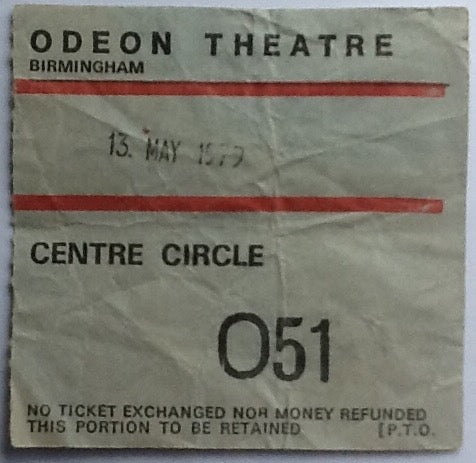 ODEON THEATRE
BIRMINGHAM
13. MAY 1979
CENTRE CIRCLE
O51
NO TICKET EXCHANGED NOR MONEY REFUNDED
THIS PORTION TO BE RETAINED [P.T.O.